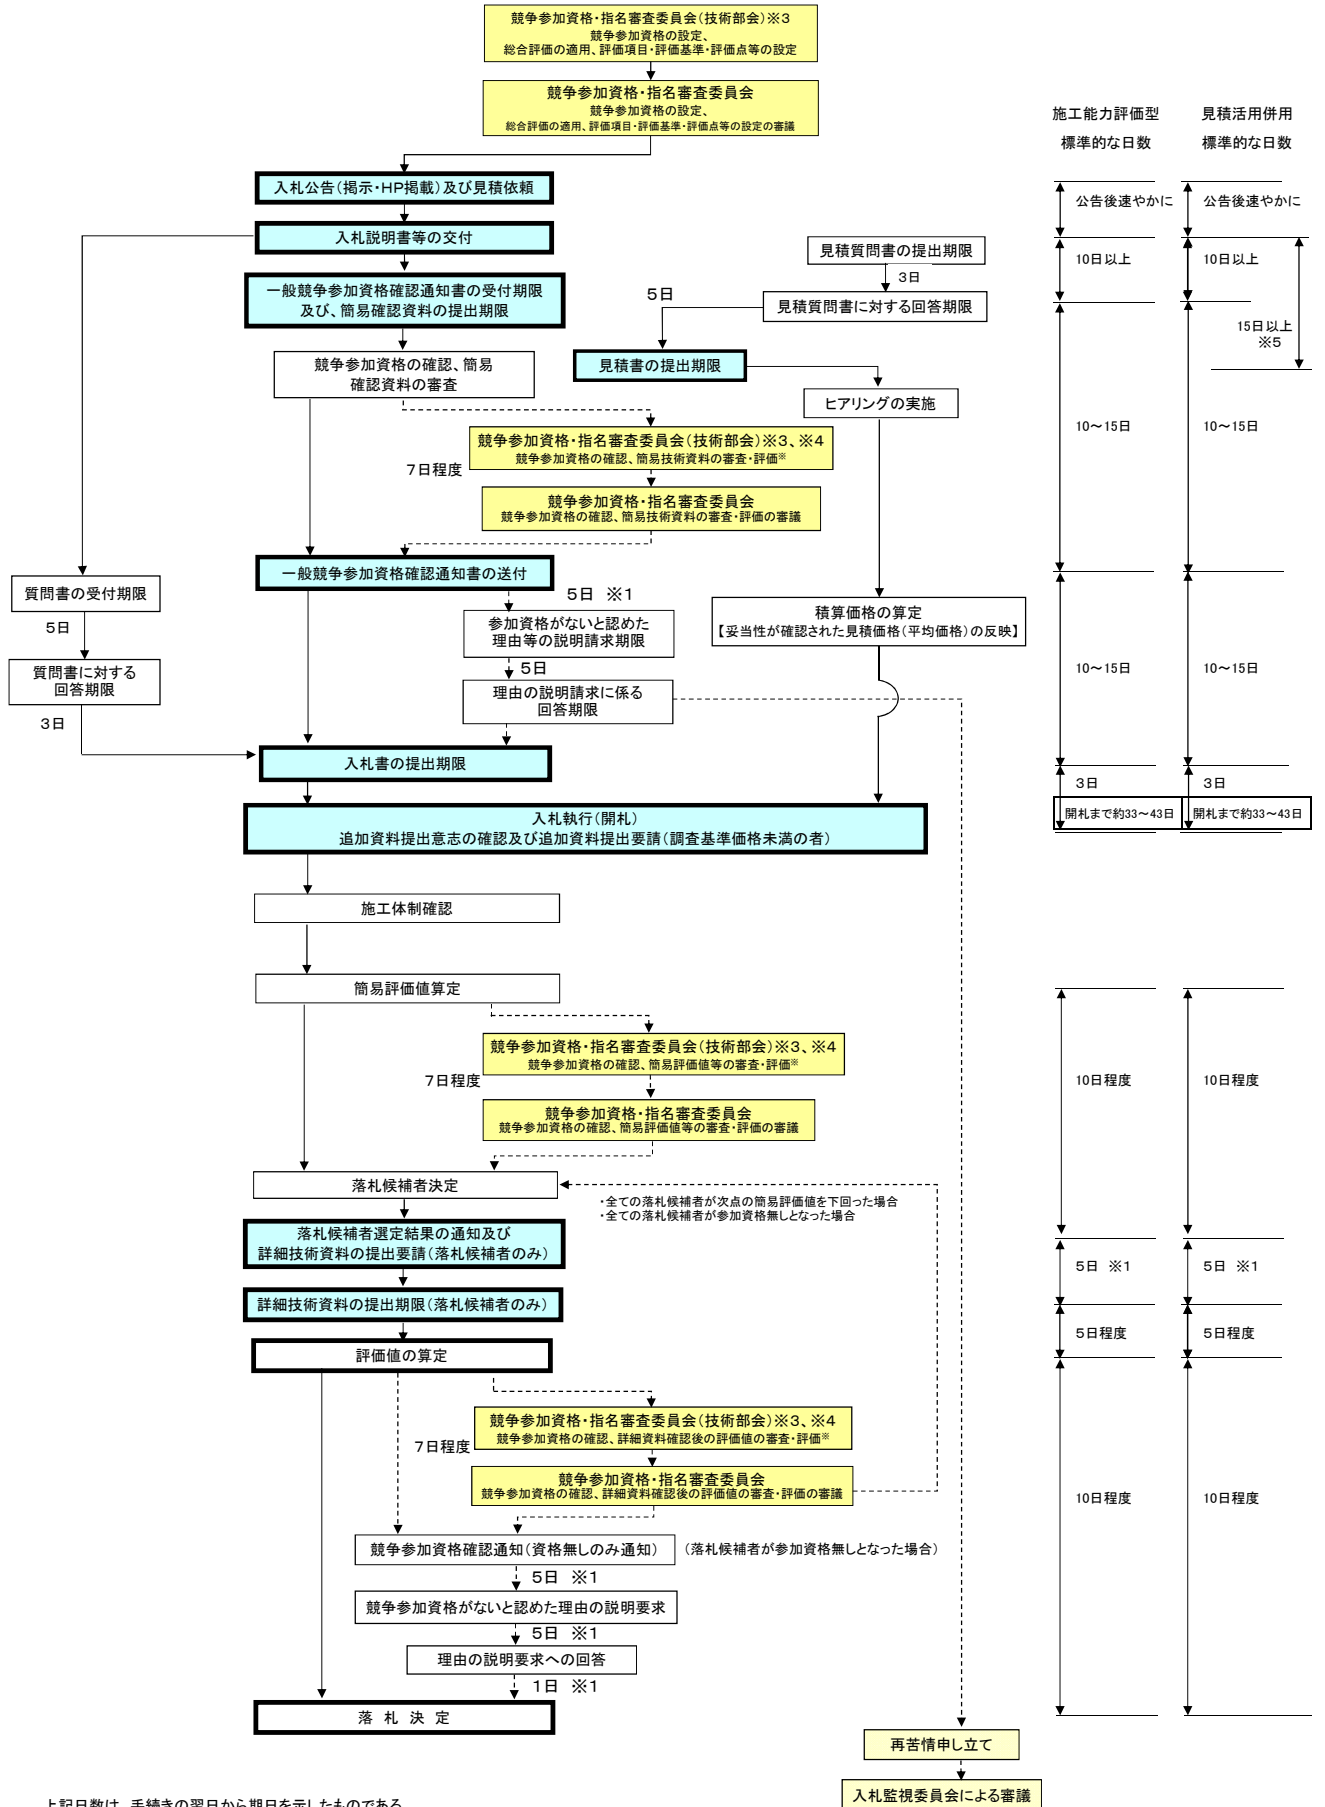 競争参加資格・指名審査委員会(技術部会)※3
競争参加資格の設定、
総合評価の適用、評価項目・評価基準・評価点等の設定
競争参加資格・指名審査委員会
競争参加資格の設定、
総合評価の適用、評価項目・評価基準・評価点等の設定の審議
施工能力評価型
標準的な日数
見積活用併用
標準的な日数
入札公告(掲示・HP掲載)及び見積依頼
公告後速やかに
公告後速やかに
入札説明書等の交付
見積質問書の提出期限
10日以上
10日以上
3日
一般競争参加資格確認通知書の受付期限
及び、簡易確認資料の提出期限
5日
見積質問書に対する回答期限
15日以上
※5
競争参加資格の確認、簡易
確認資料の審査
見積書の提出期限
ヒアリングの実施
競争参加資格・指名審査委員会(技術部会)※3、※4
競争参加資格の確認、簡易技術資料の審査・評価※
10~15日
10~15日
7日程度
競争参加資格・指名審査委員会
競争参加資格の確認、簡易技術資料の審査・評価の審議
一般競争参加資格確認通知書の送付
質問書の受付期限
5日 ※1
5日
参加資格がないと認めた
理由等の説明請求期限
積算価格の算定
【妥当性が確認された見積価格(平均価格)の反映】
5日
質問書に対する
回答期限
10~15日
10~15日
理由の説明請求に係る
回答期限
3日
入札書の提出期限
3日
3日
開札まで約33~43日
開札まで約33~43日
入札執行(開札)
追加資料提出意志の確認及び追加資料提出要請(調査基準価格未満の者)
施工体制確認
簡易評価値算定
競争参加資格・指名審査委員会(技術部会)※3、※4
競争参加資格の確認、簡易評価値等の審査・評価※
7日程度
10日程度
10日程度
競争参加資格・指名審査委員会
競争参加資格の確認、簡易評価値等の審査・評価の審議
落札候補者決定
・全ての落札候補者が次点の簡易評価値を下回った場合
・全ての落札候補者が参加資格無しとなった場合
落札候補者選定結果の通知及び
詳細技術資料の提出要請(落札候補者のみ)
5日 ※1
5日 ※1
詳細技術資料の提出期限(落札候補者のみ)
5日程度
5日程度
評価値の算定
競争参加資格・指名審査委員会(技術部会)※3、※4
競争参加資格の確認、詳細資料確認後の評価値の審査・評価※
7日程度
競争参加資格・指名審査委員会
競争参加資格の確認、詳細資料確認後の評価値の審査・評価の審議
10日程度
10日程度
競争参加資格確認通知(資格無しのみ通知)
(落札候補者が参加資格無しとなった場合)
5日 ※1
競争参加資格がないと認めた理由の説明要求
5日 ※1
理由の説明要求への回答
1日 ※1
落 札 決 定
再苦情申し立て
入札監視委員会による審議
上記日数は、手続きの翌日から期日を示したものである。